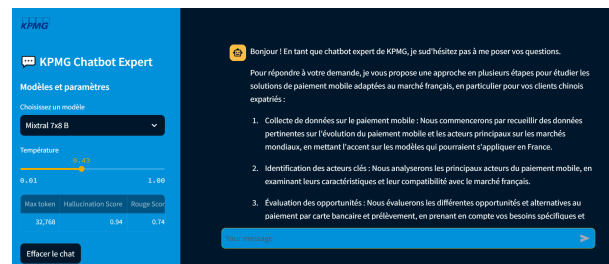 KPMG
KPMG Chatbot Expert
Modèles et paramètres
Choisissez un modèle
Mixtral 7x8 B
Température
0.43
0.01 1.00
Max token Hallucination Score Rouge Scor
32,768 0.94 0.74
Effacer le chat
Bonjour ! En tant que chatbot expert de KPMG, je sud'hésitez pas à me poser vos questions.
Pour répondre à votre demande, je vous propose une approche en plusieurs étapes pour étudier les
solutions de paiement mobile adaptées au marché français, en particulier pour vos clients chinois
expatriés :
1. Collecte de données sur le paiement mobile : Nous commencerons par recueillir des données
pertinentes sur l'évolution du paiement mobile et les acteurs principaux sur les marchés
mondiaux, en mettant l'accent sur les modèles qui pourraient s'appliquer en France.
2. Identification des acteurs clés : Nous analyserons les principaux acteurs du paiement mobile, en
examinant leurs caractéristiques et leur compatibilité avec le marché français.
3. Évaluation des opportunités : Nous évaluerons les différentes opportunités et alternatives au
paiement par carte bancaire et prélèvement, en prenant en compte vos besoins spécifiques et
Your message